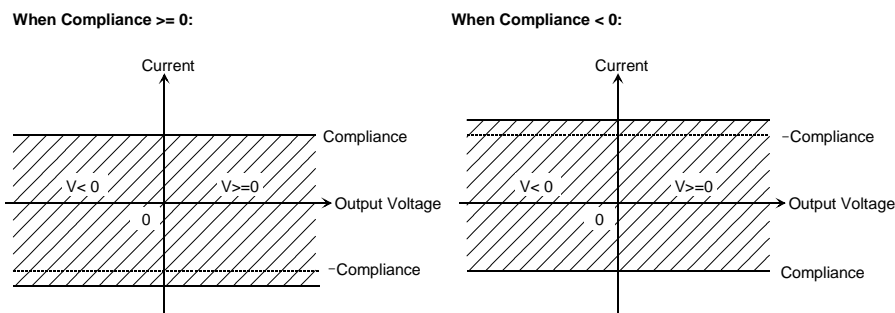 When Compliance >= 0:
Current
Compliance
V< 0
V>=0
Output Voltage
0
−Compliance
When Compliance < 0:
Current
−Compliance
V< 0
V>=0
Output Voltage
0
Compliance